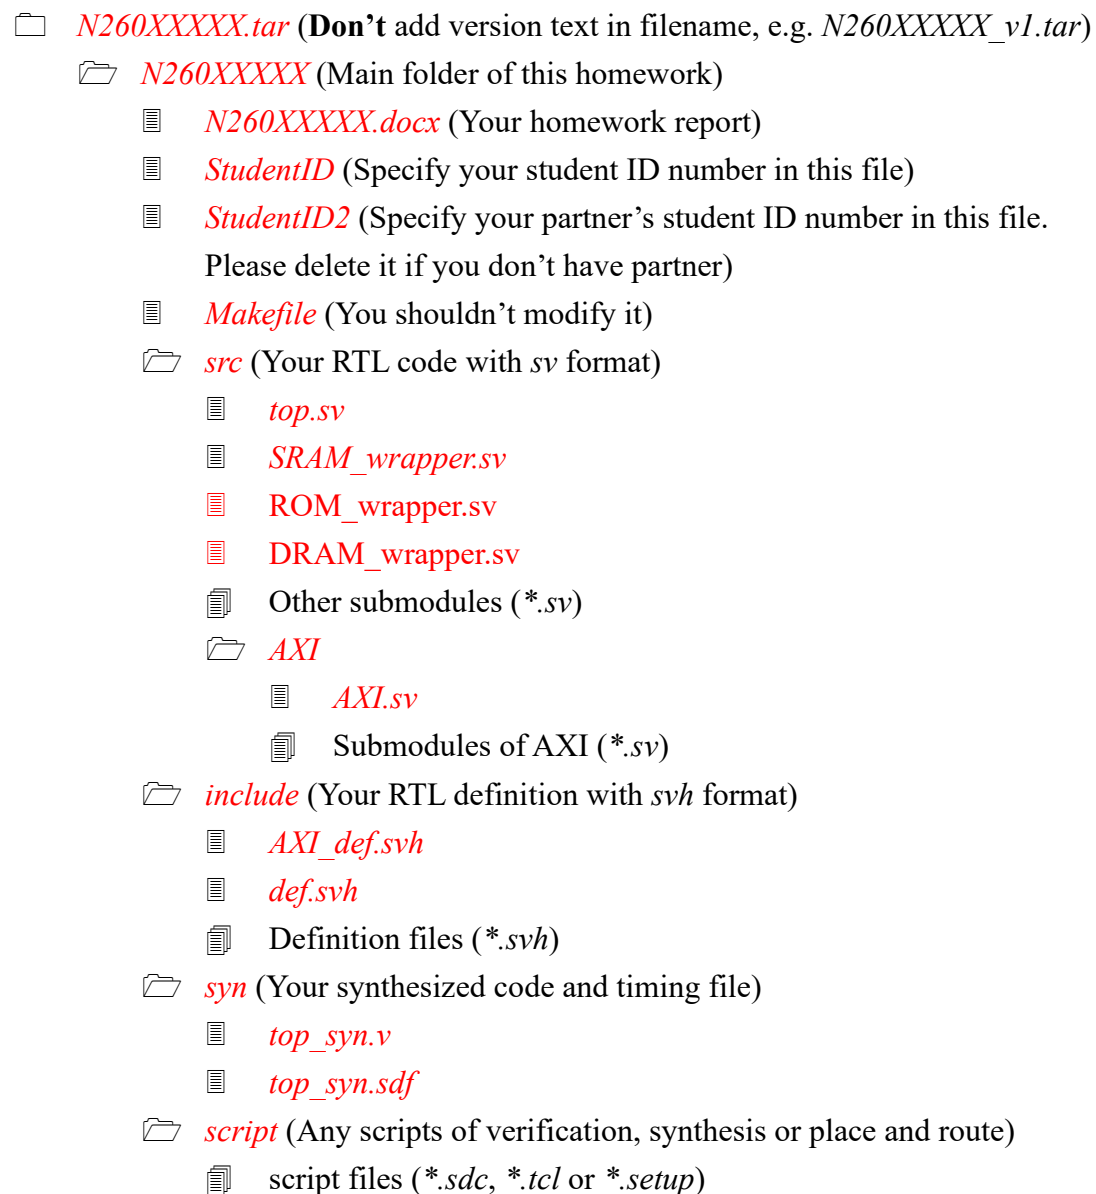 N260XXXXX.tar (Don't add version text in filename, e.g. N260XXXXX_v1.tar)
N260XXXXX (Main folder of this homework)
N260XXXXX.docx (Your homework report)
StudentID (Specify your student ID number in this file)
StudentID2 (Specify your partner's student ID number in this file.
Please delete it if you don't have partner)
Makefile (You shouldn't modify it)
src (Your RTL code with sv format)
top.sv
SRAM_wrapper.sv
ROM_wrapper.sv
DRAM_wrapper.sv
Other submodules (*.sv)
AXI
AXI.sv
Submodules of AXI (*.sv)
include (Your RTL definition with svh format)
AXI_def.svh
def.svh
Definition files (*.svh)
syn (Your synthesized code and timing file)
top_syn.v
top_syn.sdf
script (Any scripts of verification, synthesis or place and route)
script files (*.sdc, *.tcl or *.setup)